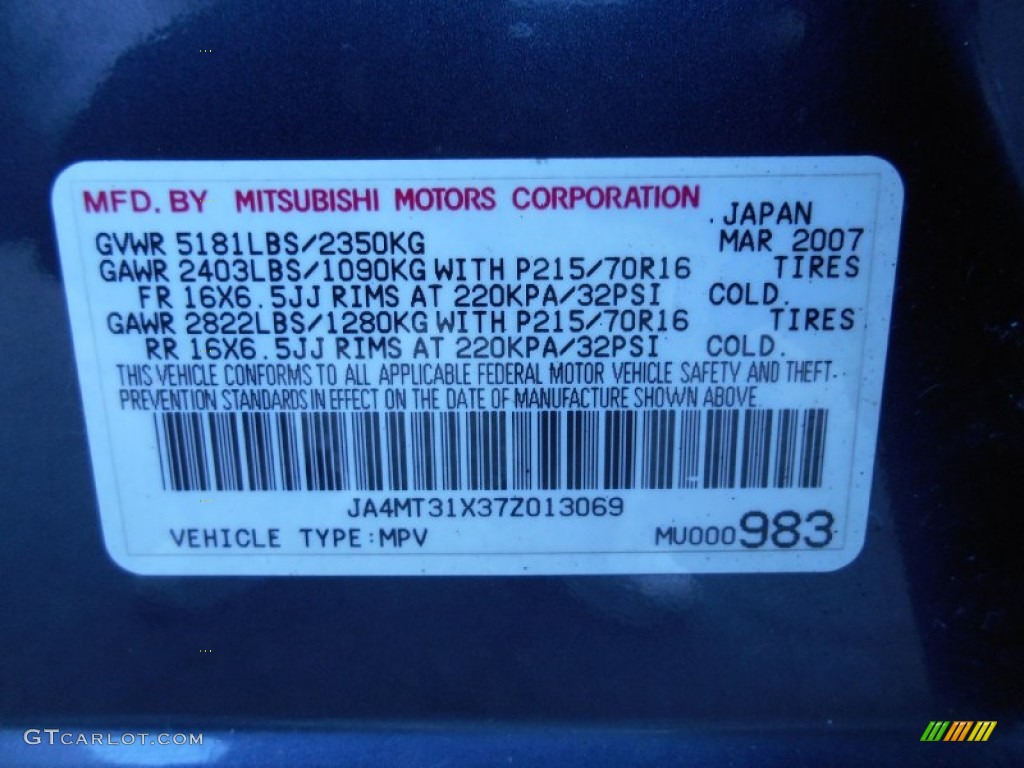 MFD. BY MITSUBISHI MOTORS CORPORATION . JAPAN
GVWR 5181LBS/2350KG MAR 2007
GAWR 2403LBS/1090KG WITH P215/70R16 TIRES
FR 16X6.5JJ RIMS AT 220KPA/32PSI COLD.
GAWR 2822LBS/1280KG WITH P215/70R16 TIRES
RR 16X6.5JJ RIMS AT 220KPA/32PSI COLD.
THIS VEHICLE CONFORMS TO ALL APPLICABLE FEDERAL MOTOR VEHICLE SAFETY AND THEFT-
PREVENTION STANDARDS IN EFFECT ON THE DATE OF MANUFACTURE SHOWN ABOVE.
JA4MT31X37Z013069
VEHICLE TYPE:MPV MU000983
GTCARLOT.COM